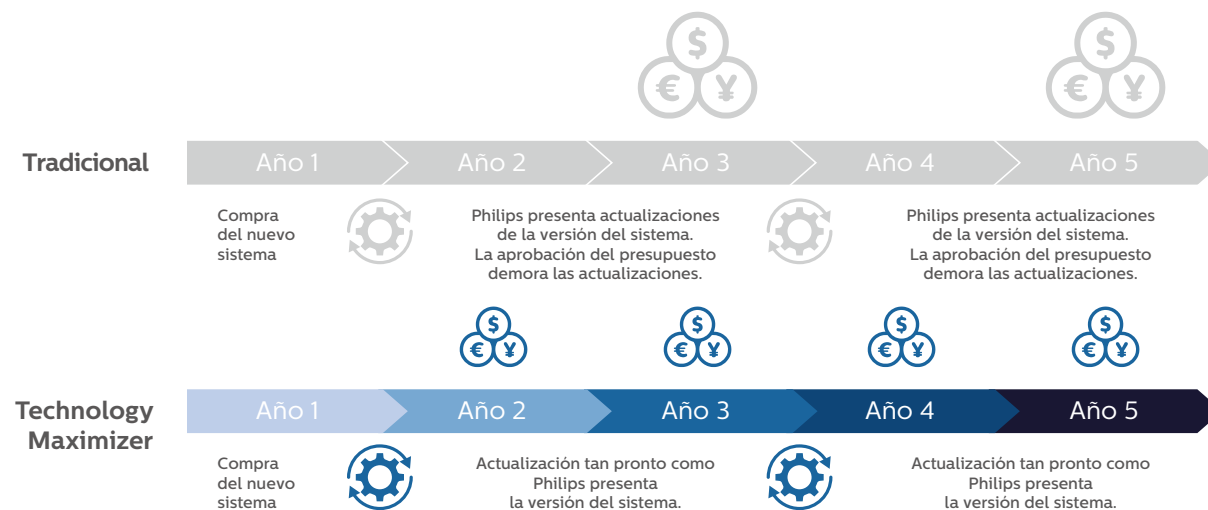 $
€ ¥
$
€ ¥
Tradicional
Año 1
Año 2
Año 3
Año 4
Año 5
Compra
del nuevo
sistema
Philips presenta actualizaciones
de la versión del sistema.
La aprobación del presupuesto
demora las actualizaciones.
Philips presenta actualizaciones
de la versión del sistema.
La aprobación del presupuesto
demora las actualizaciones.
$
€ ¥
$
€ ¥
$
€ ¥
$
€ ¥
Technology
Maximizer
Año 1
Año 2
Año 3
Año 4
Año 5
Compra
del nuevo
sistema
Actualización tan pronto como
Philips presenta
la versión del sistema.
Actualización tan pronto como
Philips presenta
la versión del sistema.